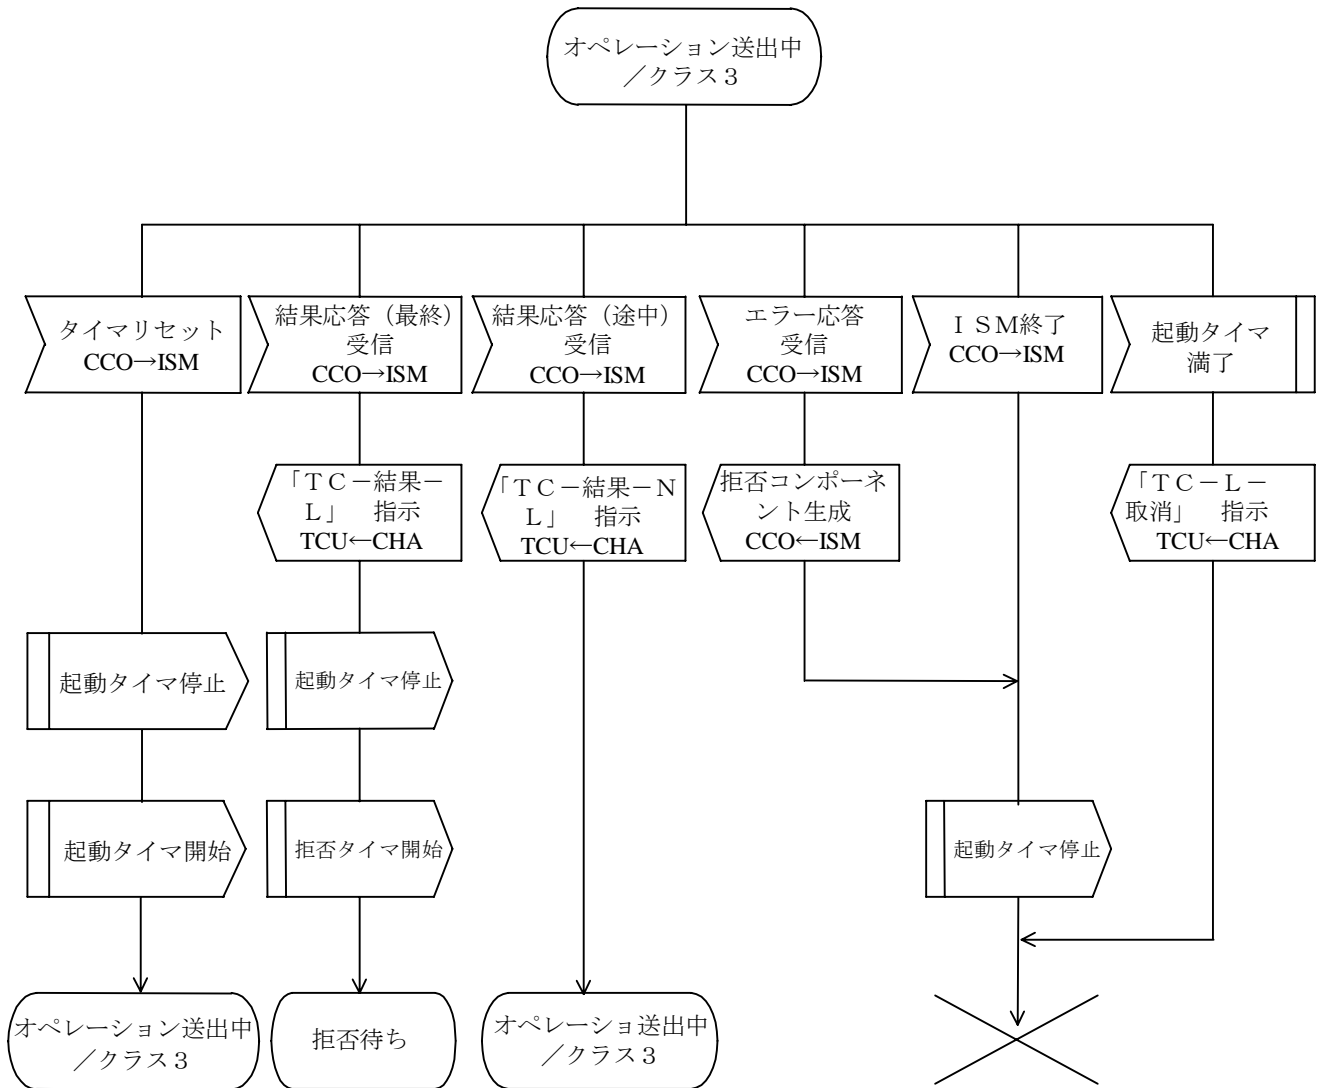 オペレーション送出中
／クラス３
タイマリセット
CCO→ISM
結果応答（最終）
受信
CCO→ISM
結果応答（途中）
受信
CCO→ISM
エラー応答
受信
CCO→ISM
ＩＳＭ終了
CCO→ISM
起動タイマ
満了
「ＴＣ－結果－
Ｌ」　指示
TCU←CHA
「ＴＣ－結果－Ｎ
Ｌ」　指示
TCU←CHA
拒否コンポーネ
ント生成
CCO←ISM
「ＴＣ－Ｌ－
取消」　指示
TCU←CHA
起動タイマ停止
起動タイマ停止
起動タイマ開始
拒否タイマ開始
起動タイマ停止
オペレーション送出中
／クラス３
拒否待ち
オペレーショ送出中
／クラス３